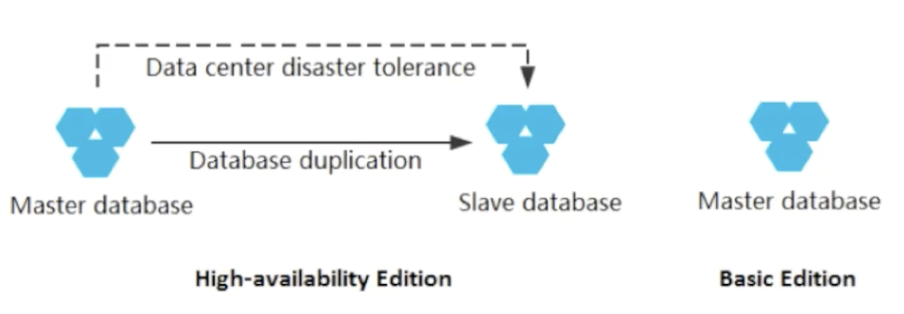 Data center disaster tolerance
Database duplication
Master database
Slave database
Master database
High-availability Edition
Basic Edition